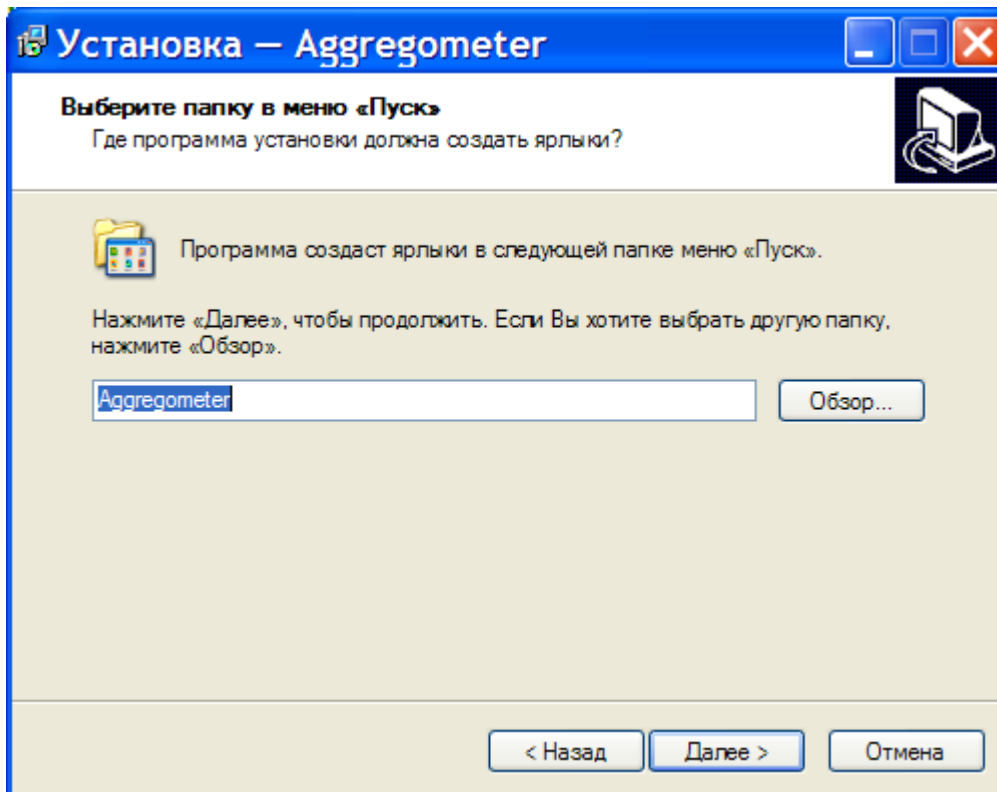 Установка — Aggregometer
Выберите папку в меню «Пуск»
Где программа установки должна создать ярлыки?
Программа создаст ярлыки в следующей папке меню «Пуск».
Нажмите «Далее», чтобы продолжить. Если Вы хотите выбрать другую папку,
нажмите «Обзор».
Aggregometer
Обзор...
< Назад
Далее >
Отмена